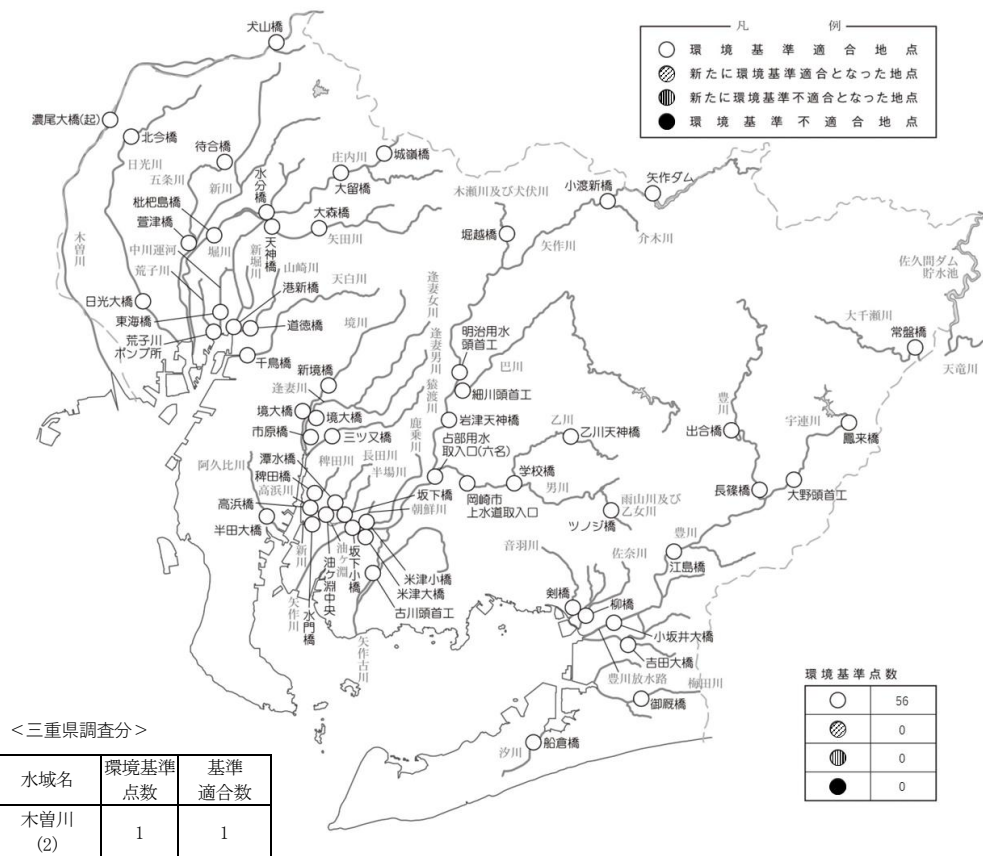 凡例
環境基準適合地点
新たに環境基準適合となった地点
新たに環境基準不適合となった地点
環境基準不適合地点
犬山橋
濃尾大橋(起)
北今橋
日光川
待合橋
五条川
新川
庄内川
城嶺橋
大留橋
水分橋
枇杷島橋
萱津橋
大森橋
矢田川
天神橋
堀川
新堀川
中川運河
荒子川
木曽川
山崎川
港新橋
天白川
日光大橋
東海橋
道徳橋
荒子川
ポンプ所
千鳥橋
境川
逢妻女川
逢妻男川
猿渡川
新境橋
逢妻川
境大橋
境大橋
市原橋
三ツ又橋
木瀬川及び犬伏川
小渡新橋
矢作ダム
堀越橋
矢作川
介木川
佐久間ダム
貯水池
大千瀬川
常盤橋
天竜川
明治用水
頭首工
巴川
細川頭首工
岩津天神橋
占部用水
取入口(六名)
鹿乗川
乙川
乙川天神橋
豊川
出合橋
宇連川
鳳来橋
長篠橋
大野頭首工
潭水橋
稗田川
長田川
半場川
阿久比川
稗田橋
高浜川
高浜橋
半田大橋
坂下橋
朝鮮川
岡崎市
上水道取入口
学校橋
男川
雨山川及び
乙女川
ツノジ橋
新川
油ヶ淵
油ヶ淵中央
坂下小橋
米津小橋
米津大橋
古川頭首工
水門橋
矢作川
矢作古川
音羽川
佐奈川
豊川
江島橋
剣橋
柳橋
小坂井大橋
吉田大橋
豊川放水路
梅田川
御厩橋
汐川
船倉橋
環境基準点数
56
0
0
0
＜三重県調査分＞
水域名 環境基準点数 基準適合数
木曽川(2) 1 1